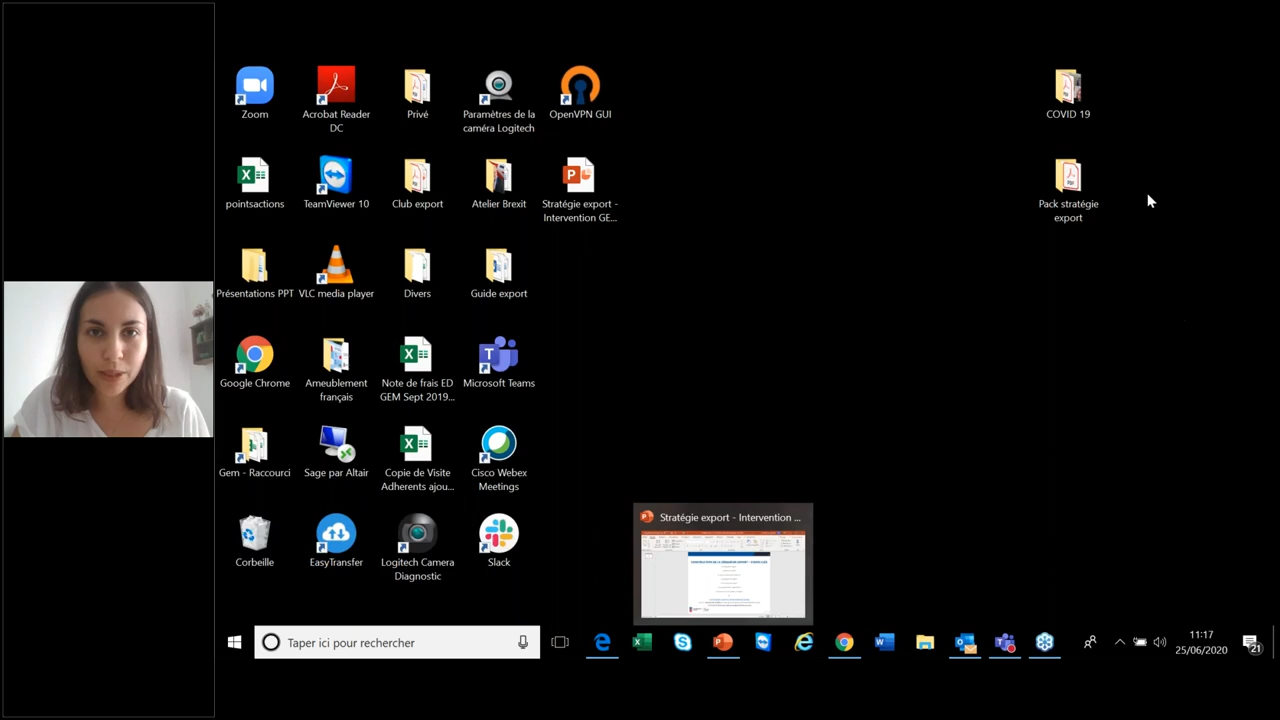 Zoom
Acrobat Reader
DC
Privé
Paramètres de la
caméra Logitech
OpenVPN GUI
COVID 19
pointsactions
TeamViewer 10
Club export
Atelier Brexit
Stratégie export -
Intervention GE...
Pack stratégie
export
Présentations PPT
VLC media player
Divers
Guide export
Google Chrome
Ameublement
français
Note de frais ED
GEM Sept 2019...
Microsoft Teams
Gem - Raccourci
Sage par Altair
Copie de Visite
Adherents ajou...
Cisco Webex
Meetings
Stratégie export - Intervention ...
Corbeille
EasyTransfer
Logitech Camera
Diagnostic
Slack
Taper ici pour rechercher
11:17
25/06/2020
21